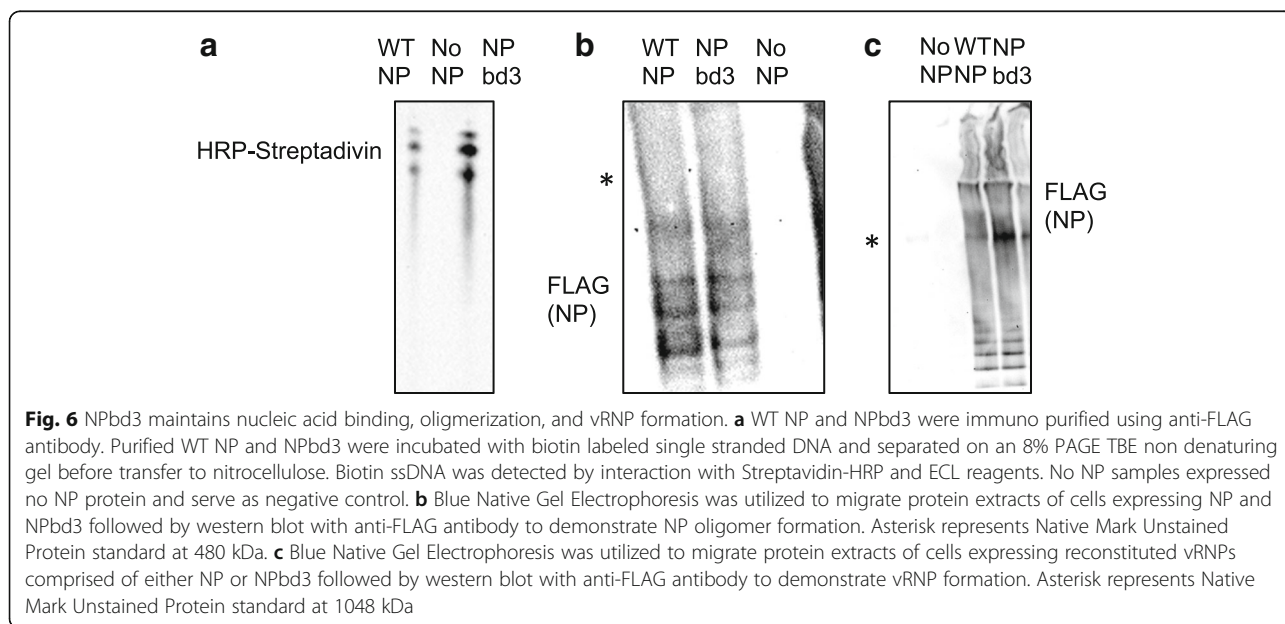 a b c
WT No NP
NP NP bd3
WT NP No
NP bd3 NP
No WT NP
NP NP bd3
HRP-Streptadivin
*
FLAG
(NP)
*
FLAG
(NP)
Fig. 6 NPbd3 maintains nucleic acid binding, oligmerization, and vRNP formation. a WT NP and NPbd3 were immuno purified using anti-FLAG
antibody. Purified WT NP and NPbd3 were incubated with biotin labeled single stranded DNA and separated on an 8% PAGE TBE non denaturing
gel before transfer to nitrocellulose. Biotin ssDNA was detected by interaction with Streptavidin-HRP and ECL reagents. No NP samples expressed
no NP protein and serve as negative control. b Blue Native Gel Electrophoresis was utilized to migrate protein extracts of cells expressing NP and
NPbd3 followed by western blot with anti-FLAG antibody to demonstrate NP oligomer formation. Asterisk represents Native Mark Unstained
Protein standard at 480 kDa. c Blue Native Gel Electrophoresis was utilized to migrate protein extracts of cells expressing reconstituted vRNPs
comprised of either NP or NPbd3 followed by western blot with anti-FLAG antibody to demonstrate vRNP formation. Asterisk represents Native
Mark Unstained Protein standard at 1048 kDa